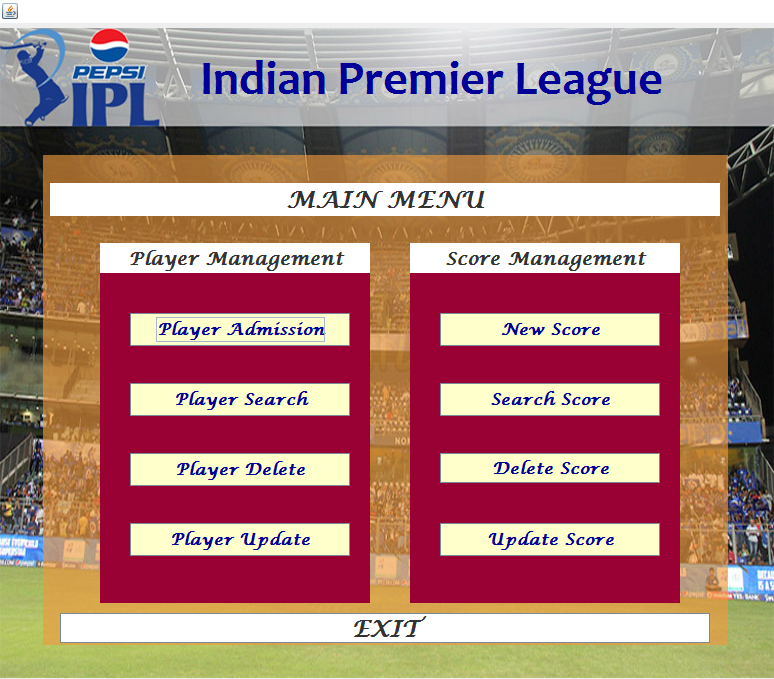 PEPSI
IPL
Indian Premier League
MAIN MENU
Player Management
Player Admission
Player Search
Player Delete
Player Update
Score Management
New Score
Search Score
Delete Score
Update Score
EXIT